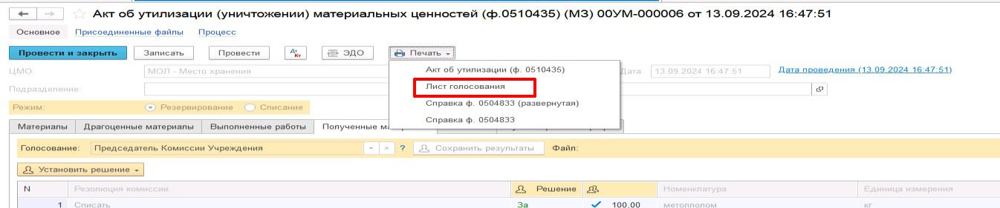 Акт об утилизации (уничтожении) материальных ценностей (ф.0510435) (МЗ) 00УМ-000006 от 13.09.2024 16:47:51
Основное Присоединенные файлы Процесс
Провести и закрыть Записать Провести Дт Кт ЭДО Печать
Акт об утилизации (ф. 0510435)
Лист голосования
Справка ф. 0504833 (развернутая)
Справка ф. 0504833
ЦМО: МОЛ - Место хранения Дата: 13.09.2024 16:47:51 Дата проведения (13.09.2024 16:47:51)
Подразделение:
Режим: Резервирование Списание
Материалы Драгоценные материалы Выполненные работы Полученные
Голосование: Председатель Комиссии Учреждения ? Сохранить результаты Файл:
Установить решение
N Резолюция комиссии Решение Номенклатура Единица измерения
1 Списать За 100,00 метоллолом кг